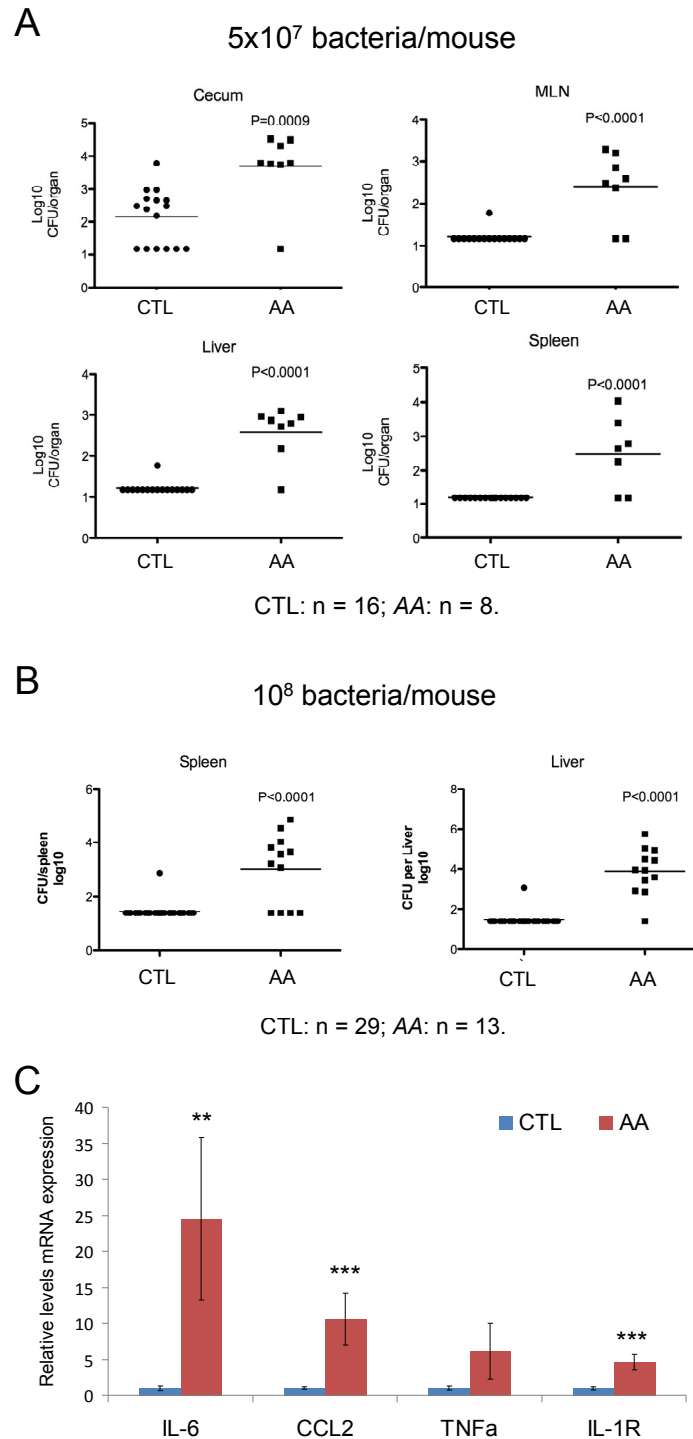 A
5x10⁷ bacteria/mouse
Cecum
P=0.0009
5
4
3
2
1
0
Log10
CFU/organ
CTL AA
MLN
P<0.0001
4
3
2
1
0
Log10
CFU/organ
CTL AA
Liver
P<0.0001
4
3
2
1
0
Log10
CFU/organ
CTL AA
Spleen
P<0.0001
5
4
3
2
1
0
Log10
CFU/organ
CTL AA
CTL: n = 16; AA: n = 8.
B
10⁸ bacteria/mouse
Spleen
P<0.0001
6
4
2
0
CFU/spleen
log10
CTL AA
Liver
P<0.0001
8
6
4
2
0
CFU per Liver
log10
CTL AA
CTL: n = 29; AA: n = 13.
C
Relative levels mRNA expression
40
35
30
25
20
15
10
5
0
CTL AA
**
***
***
IL-6 CCL2 TNFa IL-1R